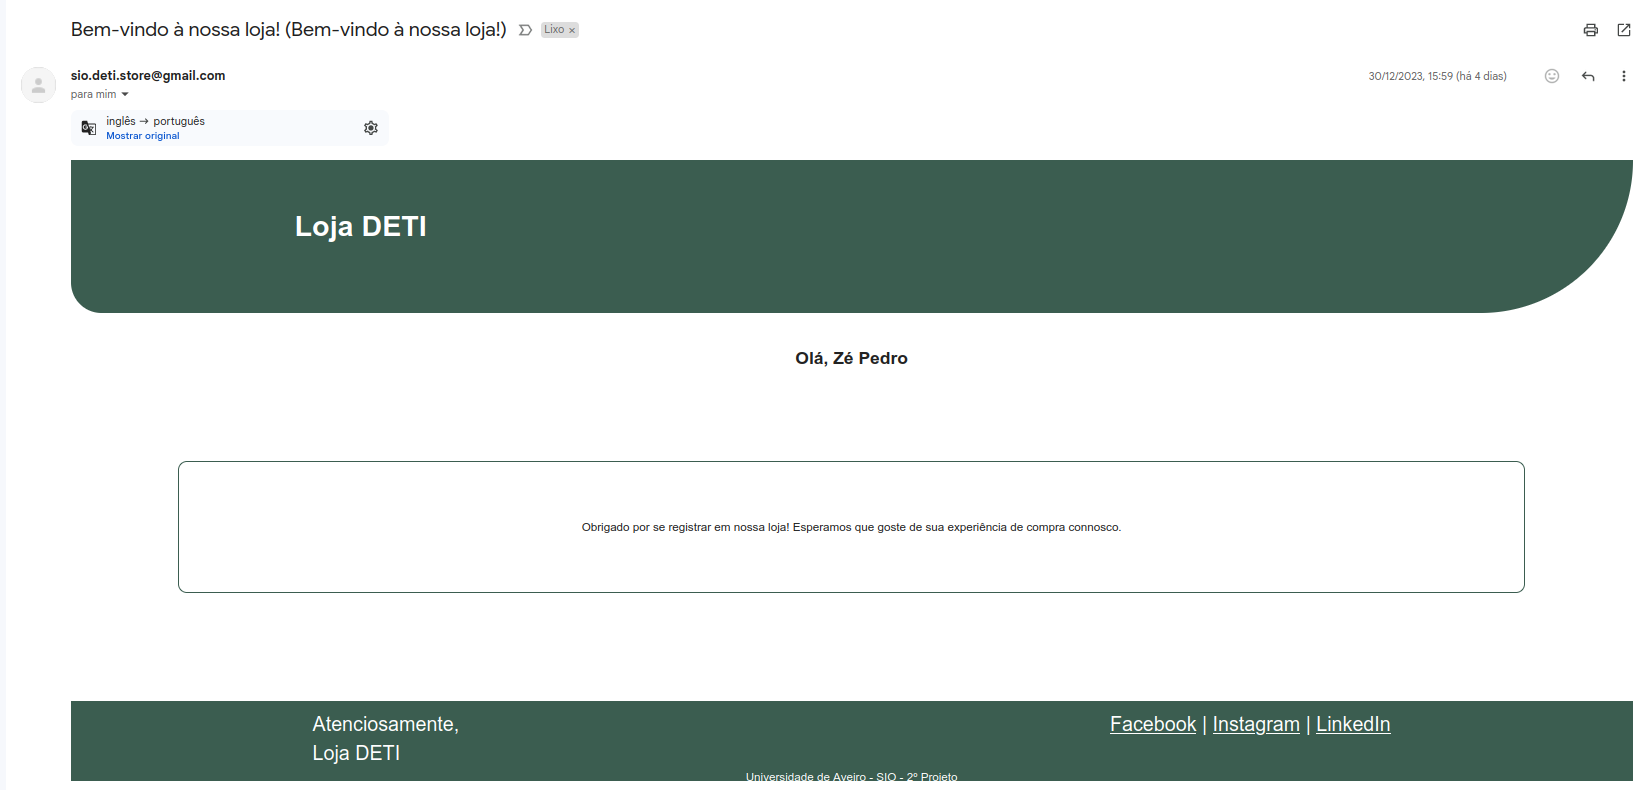 Bem-vindo à nossa loja! (Bem-vindo à nossa loja!) Lixo ×
sio.deti.store@gmail.com 30/12/2023, 15:59 (há 4 dias)
para mim
inglês → português
Mostrar original
Loja DETI
Olá, Zé Pedro
Obrigado por se registrar em nossa loja! Esperamos que goste de sua experiência de compra connosco.
Atenciosamente, Facebook | Instagram | LinkedIn
Loja DETI
Universidade de Aveiro - SIO - 2º Projeto